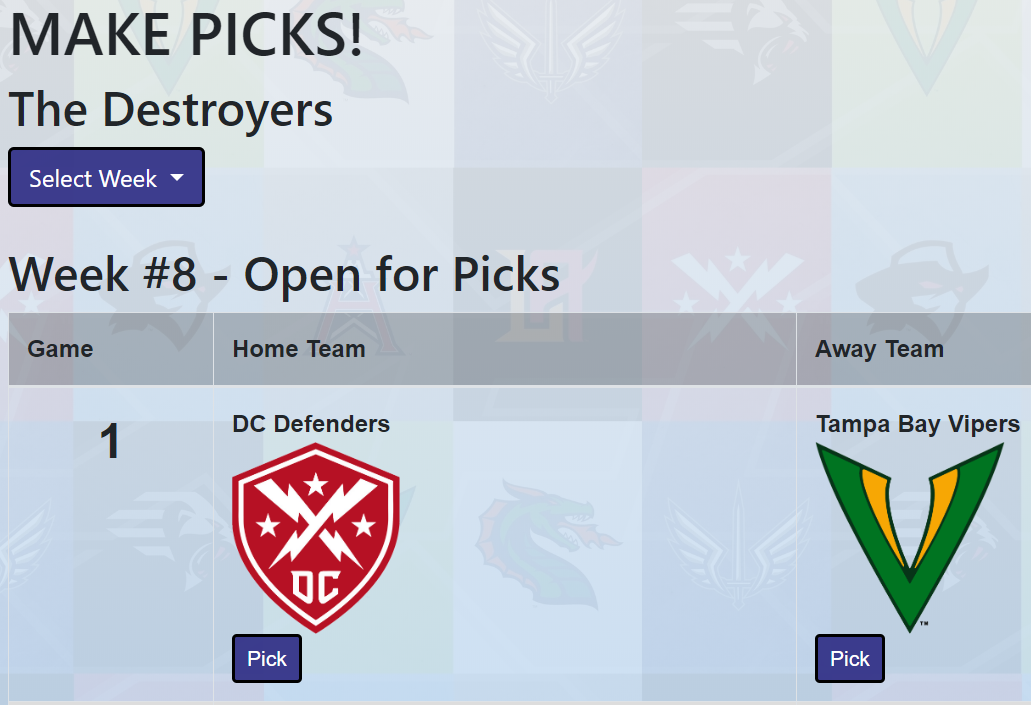 MAKE PICKS!
The Destroyers
Select Week
Week #8 - Open for Picks
Game Home Team Away Team
1 DC Defenders Tampa Bay Vipers
DC
TM
Pick Pick